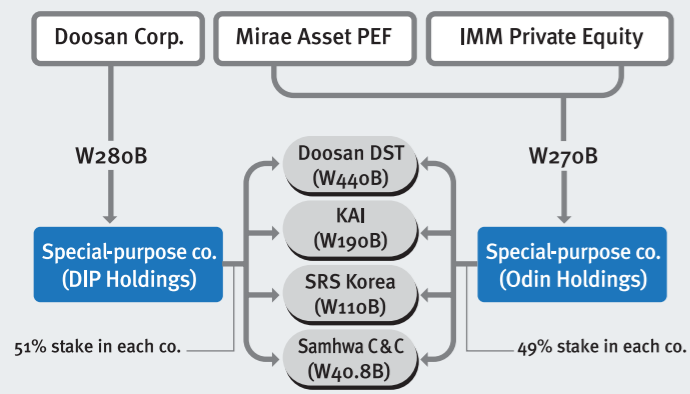 Doosan Corp.
Mirae Asset PEF
IMM Private Equity
W280B
W270B
Doosan DST
(W440B)
KAI
(W190B)
SRS Korea
(W110B)
Samhwa C&C
(W40.8B)
Special-purpose co.
(DIP Holdings)
Special-purpose co.
(Odin Holdings)
51% stake in each co.
49% stake in each co.